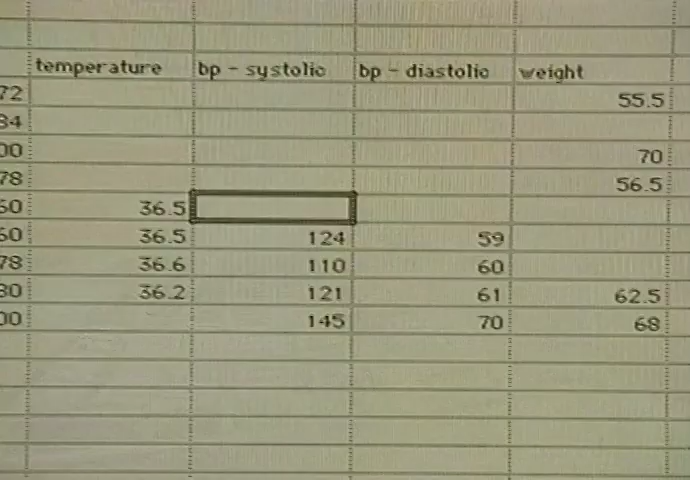 temperature bp - systolic bp - diastolic weight
72 55.5
84
00 70
78 56.5
60 36.5
60 36.5 124 59
78 36.6 110 60
80 36.2 121 61 62.5
00 145 70 68